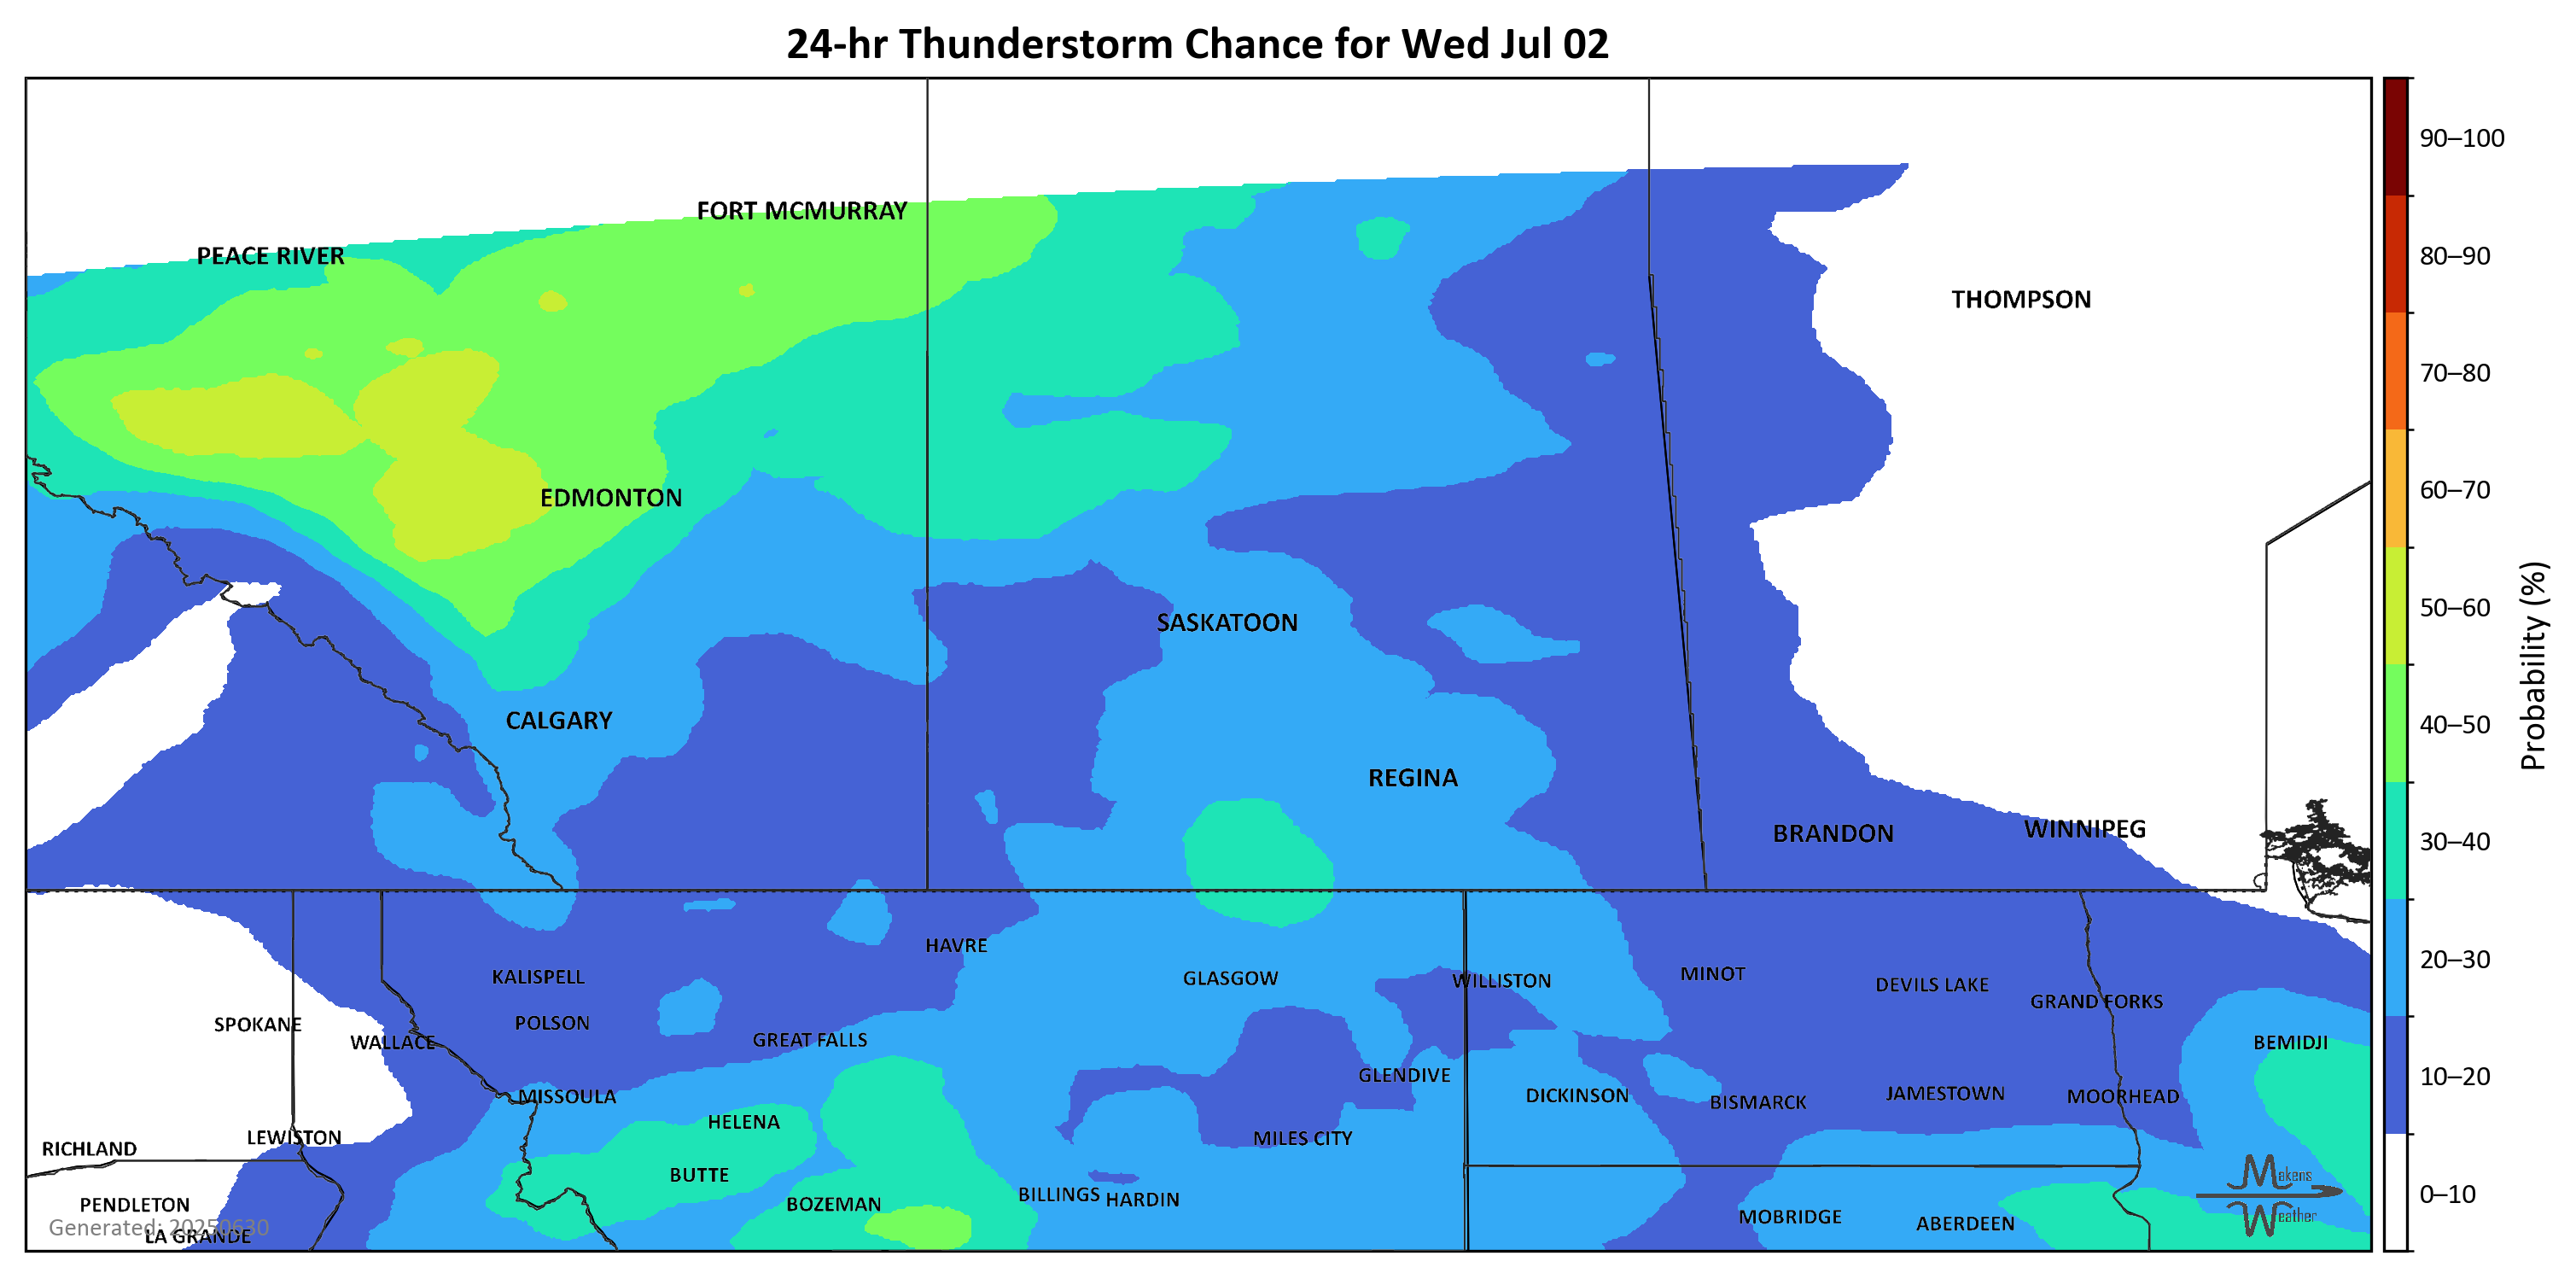 24-hr Thunderstorm Chance for Wed Jul 02
90–100
FORT MCMURRAY
PEACE RIVER
80–90
THOMPSON
70–80
60–70
EDMONTON
50–60
SASKATOON
CALGARY
40–50
Probability (%)
REGINA
BRANDON
WINNIPEG
30–40
HAVRE
20–30
KALISPELL
GLASGOW
WILLISTON
MINOT
DEVILS LAKE
GRAND FORKS
SPOKANE
POLSON
WALLACE
GREAT FALLS
BEMIDJI
10–20
GLENDIVE
MISSOULA
DICKINSON
BISMARCK
JAMESTOWN
MOORHEAD
HELENA
LEWISTON
MILES CITY
RICHLAND
BUTTE
Makens
Weather
0–10
PENDLETON
BOZEMAN
BILLINGS
HARDIN
MOBRIDGE
ABERDEEN
Generated: 20250630
LA GRANDE